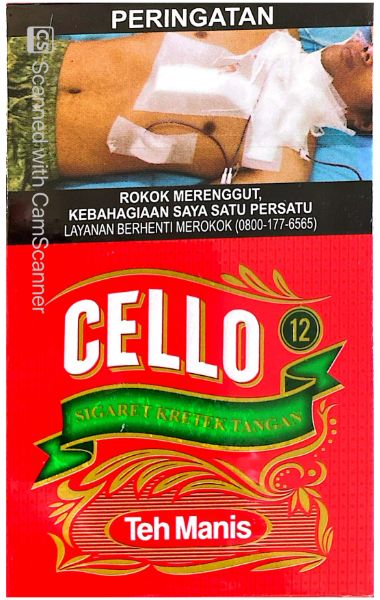 PERINGATAN
CS Scanned with CamScanner
ROKOK MERENGGUT,
KEBAHAGIAAN SAYA SATU PERSATU
LAYANAN BERHENTI MEROKOK (0800-177-6565)
CELLO
12
SIGARET KRETEK TANGAN
Teh Manis